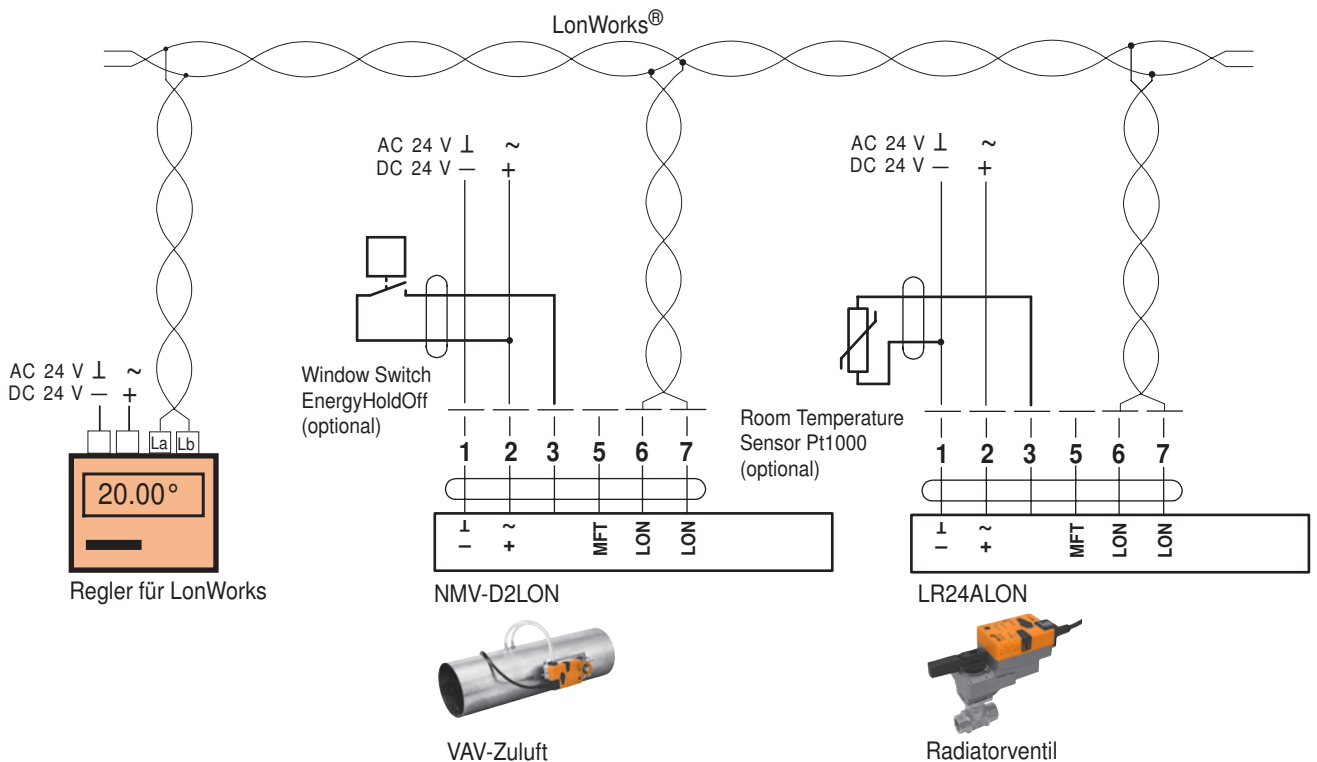 LonWorks®
AC 24 V ⊥ ~
DC 24 V – +
AC 24 V ⊥ ~
DC 24 V – +
AC 24 V ⊥ ~
DC 24 V – +
La Lb
20.00°
Regler für LonWorks
Window Switch
EnergyHoldOff
(optional)
1 2 3 5 6 7
⊥ ~
– + MFT LON LON
NMV-D2LON
VAV-Zuluft
Room Temperature
Sensor Pt1000
(optional)
1 2 3 5 6 7
⊥ ~
– + MFT LON LON
LR24ALON
Radiatorventil